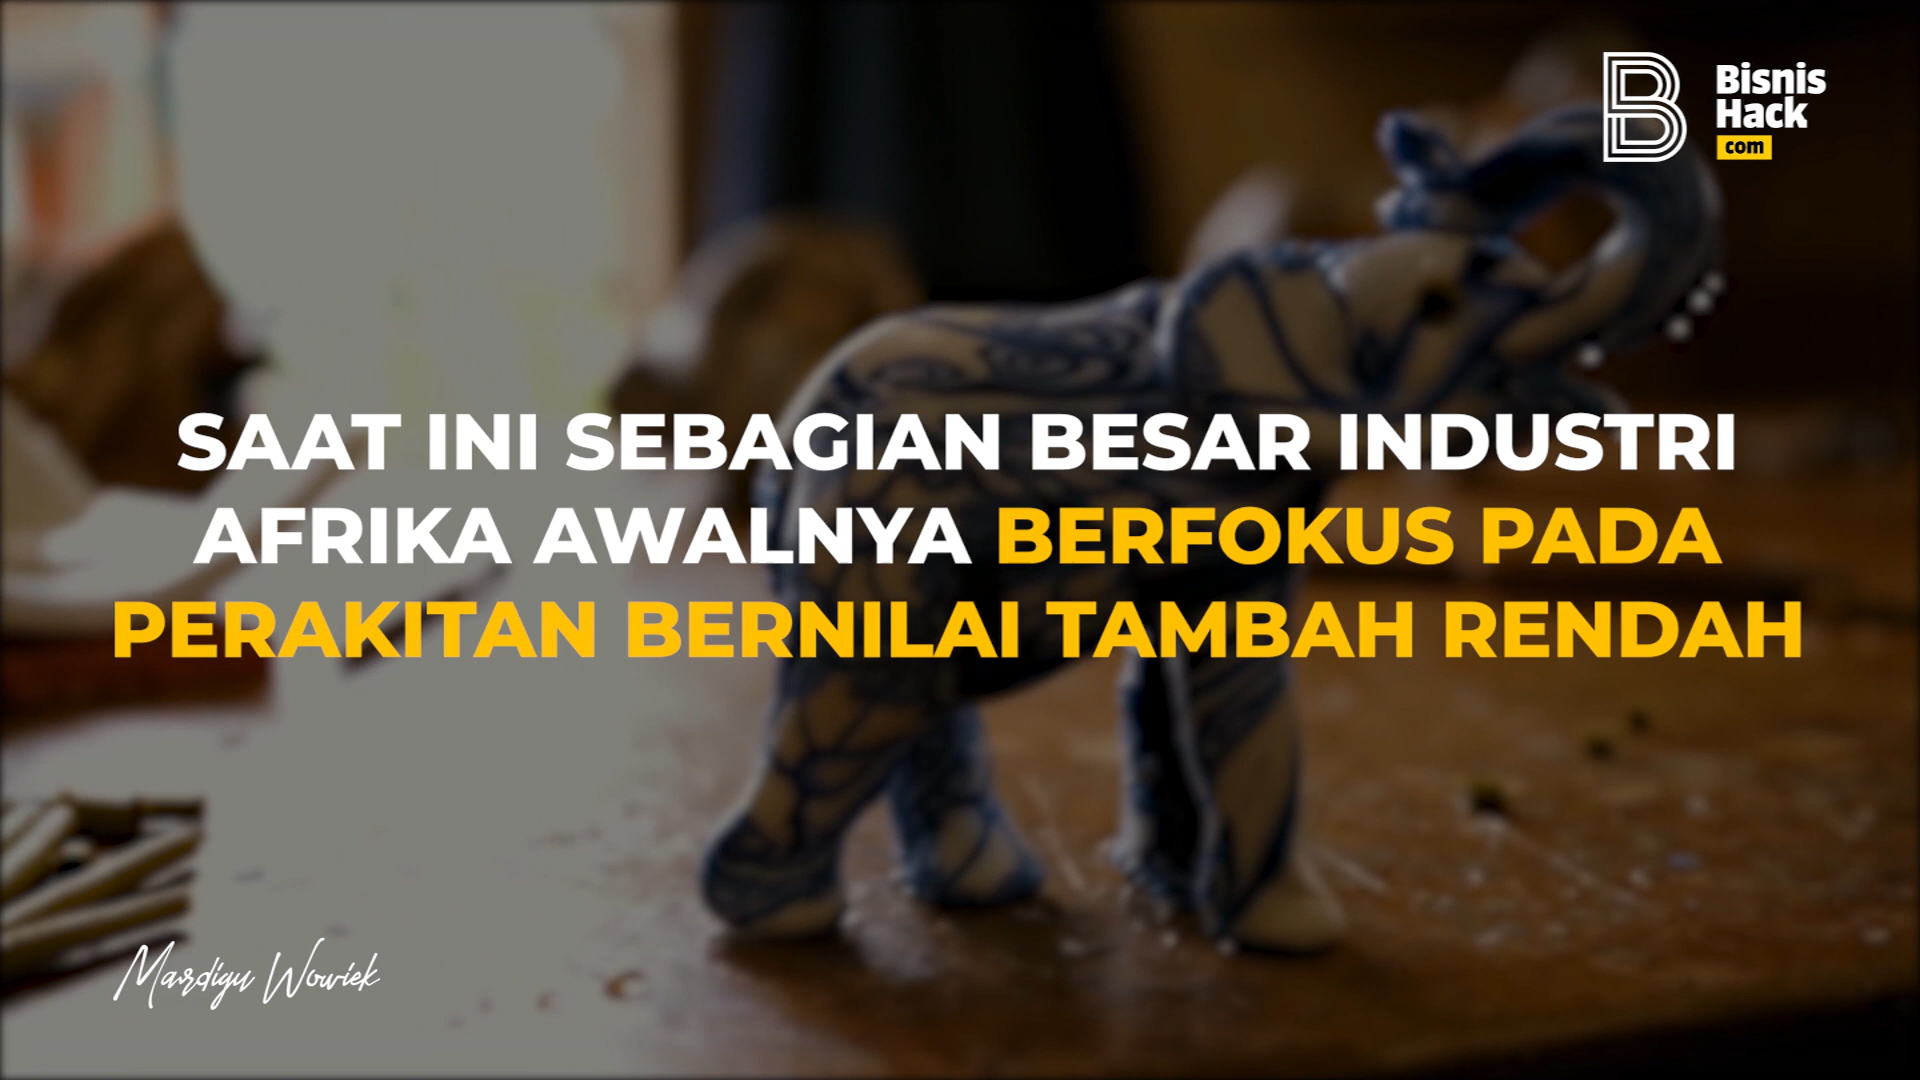 Bisnis
Hack
com
SAAT INI SEBAGIAN BESAR INDUSTRI
AFRIKA AWALNYA BERFOKUS PADA
PERAKITAN BERNILAI TAMBAH RENDAH
Mardigu Wowiek